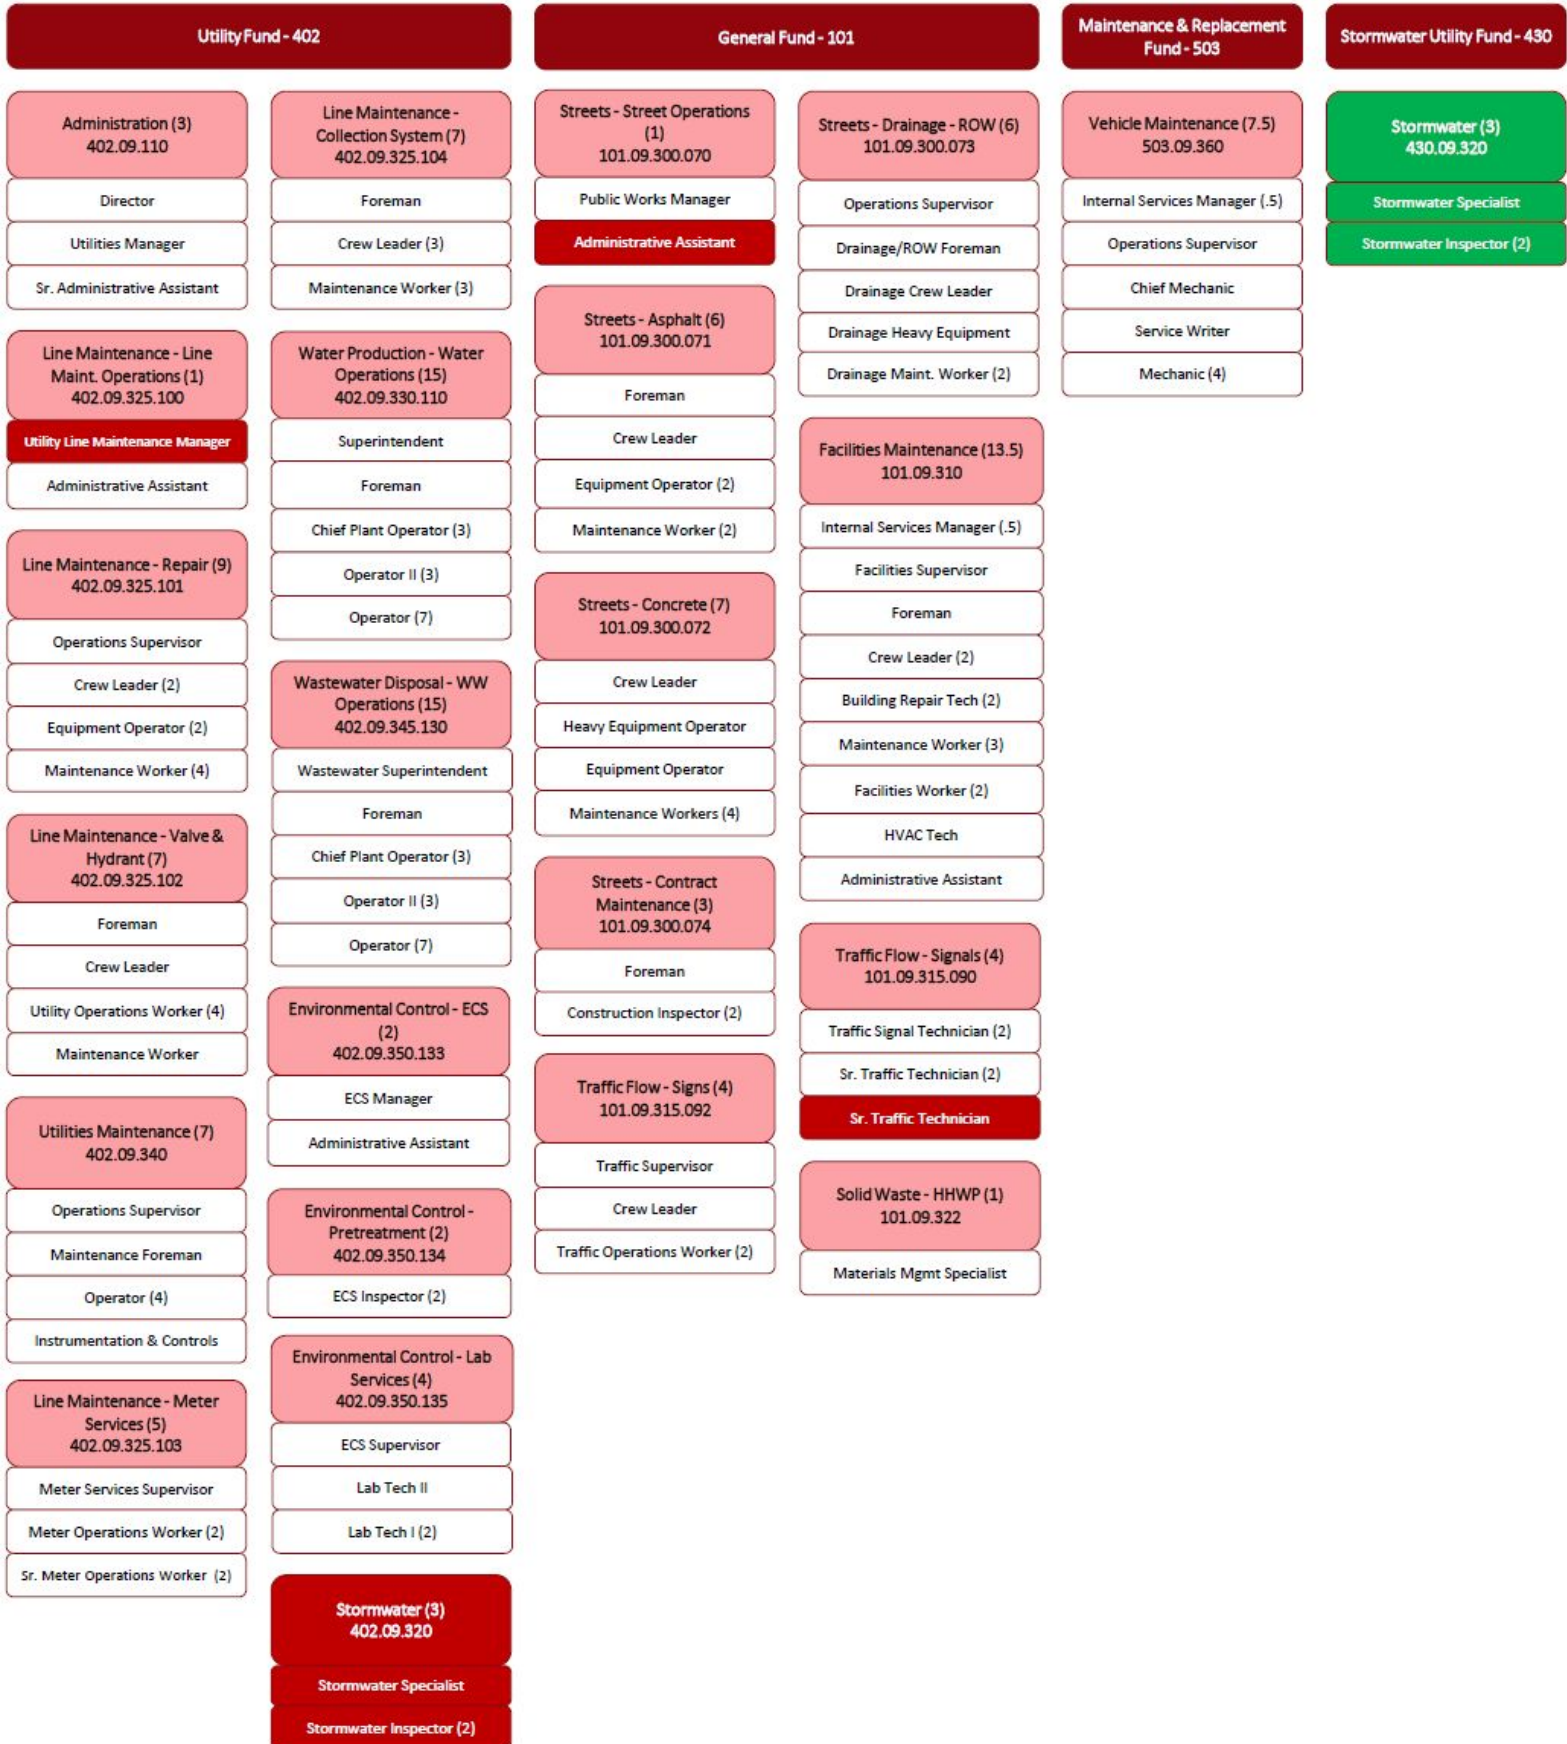 Utility Fund - 402
Administration (3)
402.09.110
Director
Utilities Manager
Sr. Administrative Assistant
Line Maintenance - Line
Maint. Operations (1)
402.09.325.100
Utility Line Maintenance Manager
Administrative Assistant
Line Maintenance - Repair (9)
402.09.325.101
Operations Supervisor
Crew Leader (2)
Equipment Operator (2)
Maintenance Worker (4)
Line Maintenance - Valve &
Hydrant (7)
402.09.325.102
Foreman
Crew Leader
Utility Operations Worker (4)
Maintenance Worker
Utilities Maintenance (7)
402.09.340
Operations Supervisor
Maintenance Foreman
Operator (4)
Instrumentation & Controls
Line Maintenance - Meter
Services (5)
402.09.325.103
Meter Services Supervisor
Meter Operations Worker (2)
Sr. Meter Operations Worker (2)
Line Maintenance -
Collection System (7)
402.09.325.104
Foreman
Crew Leader (3)
Maintenance Worker (3)
Water Production - Water
Operations (15)
402.09.330.110
Superintendent
Foreman
Chief Plant Operator (3)
Operator II (3)
Operator (7)
Wastewater Disposal - WW
Operations (15)
402.09.345.130
Wastewater Superintendent
Foreman
Chief Plant Operator (3)
Operator II (3)
Operator (7)
Environmental Control - ECS
(2)
402.09.350.133
ECS Manager
Administrative Assistant
Environmental Control -
Pretreatment (2)
402.09.350.134
ECS Inspector (2)
Environmental Control - Lab
Services (4)
402.09.350.135
ECS Supervisor
Lab Tech II
Lab Tech I (2)
Stormwater (3)
402.09.320
Stormwater Specialist
Stormwater Inspector (2)
General Fund - 101
Streets - Street Operations
(1)
101.09.300.070
Public Works Manager
Administrative Assistant
Streets - Asphalt (6)
101.09.300.071
Foreman
Crew Leader
Equipment Operator (2)
Maintenance Worker (2)
Streets - Concrete (7)
101.09.300.072
Crew Leader
Heavy Equipment Operator
Equipment Operator
Maintenance Workers (4)
Streets - Contract
Maintenance (3)
101.09.300.074
Foreman
Construction Inspector (2)
Traffic Flow - Signs (4)
101.09.315.092
Traffic Supervisor
Crew Leader
Traffic Operations Worker (2)
Streets - Drainage - ROW (6)
101.09.300.073
Operations Supervisor
Drainage/ROW Foreman
Drainage Crew Leader
Drainage Heavy Equipment
Drainage Maint. Worker (2)
Facilities Maintenance (13.5)
101.09.310
Internal Services Manager (.5)
Facilities Supervisor
Foreman
Crew Leader (2)
Building Repair Tech (2)
Maintenance Worker (3)
Facilities Worker (2)
HVAC Tech
Administrative Assistant
Traffic Flow - Signals (4)
101.09.315.090
Traffic Signal Technician (2)
Sr. Traffic Technician (2)
Sr. Traffic Technician
Solid Waste - HHWP (1)
101.09.322
Materials Mgmt Specialist
Maintenance & Replacement
Fund - 503
Vehicle Maintenance (7.5)
503.09.360
Internal Services Manager (.5)
Operations Supervisor
Chief Mechanic
Service Writer
Mechanic (4)
Stormwater Utility Fund - 430
Stormwater (3)
430.09.320
Stormwater Specialist
Stormwater Inspector (2)